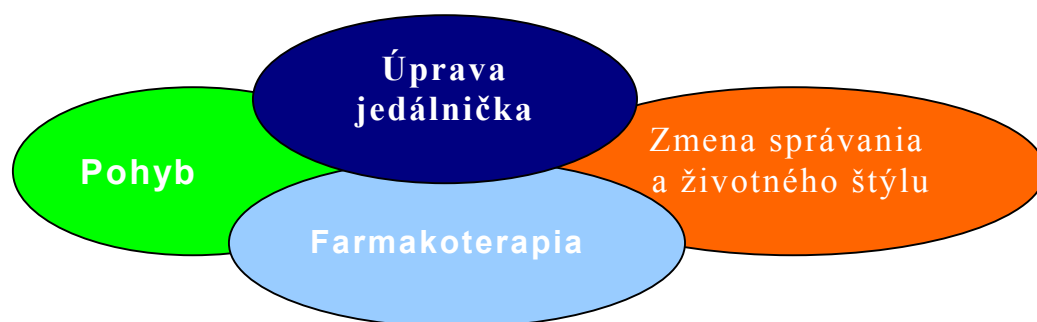 Úprava
jedálnička
Pohyb
Zmena správania
a životného štýlu
Farmakoterapia